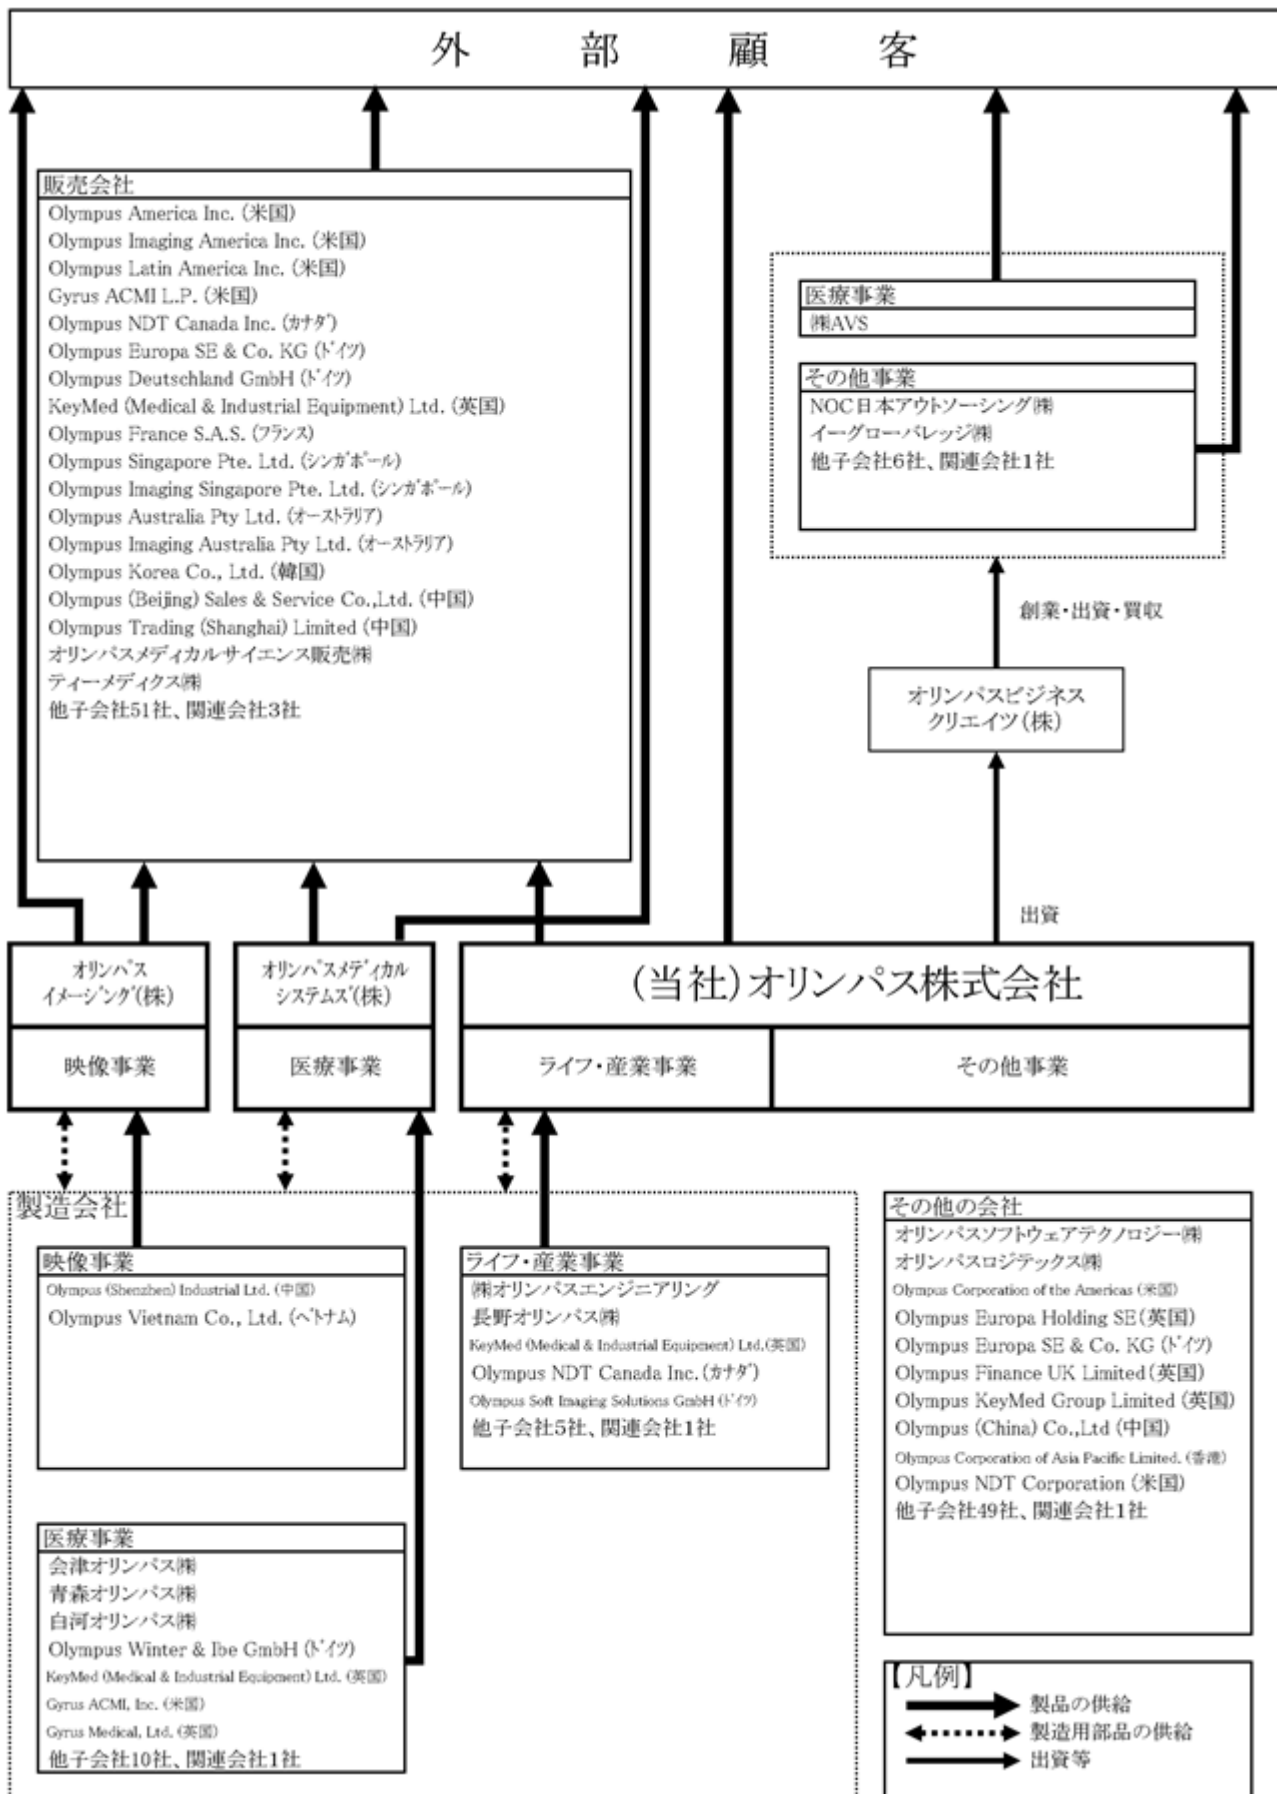 外部顧客
販売会社
Olympus America Inc. (米国)
Olympus Imaging America Inc. (米国)
Olympus Latin America Inc. (米国)
Gyrus ACMI L.P. (米国)
Olympus NDT Canada Inc. (カナダ)
Olympus Europa SE & Co. KG (ドイツ)
Olympus Deutschland GmbH (ドイツ)
KeyMed (Medical & Industrial Equipment) Ltd. (英国)
Olympus France S.A.S. (フランス)
Olympus Singapore Pte. Ltd. (シンガポール)
Olympus Imaging Singapore Pte. Ltd. (シンガポール)
Olympus Australia Pty Ltd. (オーストラリア)
Olympus Imaging Australia Pty Ltd. (オーストラリア)
Olympus Korea Co., Ltd. (韓国)
Olympus (Beijing) Sales & Service Co.,Ltd. (中国)
Olympus Trading (Shanghai) Limited (中国)
オリンパスメディカルサイエンス販売㈱
ティーメディクス㈱
他子会社51社、関連会社3社
医療事業
㈱AVS
その他事業
NOC日本アウトソーシング㈱
イーグローバレッジ㈱
他子会社6社、関連会社1社
創業・出資・買収
オリンパスビジネス
クリエイツ(株)
出資
オリンパス
イメージング(株)
映像事業
オリンパスメディカル
システムズ(株)
医療事業
(当社)オリンパス株式会社
ライフ・産業事業
その他事業
製造会社
映像事業
Olympus (Shenzhen) Industrial Ltd. (中国)
Olympus Vietnam Co., Ltd. (ベトナム)
ライフ・産業事業
㈱オリンパスエンジニアリング
長野オリンパス㈱
KeyMed (Medical & Industrial Equipment) Ltd.(英国)
Olympus NDT Canada Inc. (カナダ)
Olympus Soft Imaging Solutions GmbH (ドイツ)
他子会社5社、関連会社1社
医療事業
会津オリンパス㈱
青森オリンパス㈱
白河オリンパス㈱
Olympus Winter & Ibe GmbH (ドイツ)
KeyMed (Medical & Industrial Equipment) Ltd. (英国)
Gyrus ACMI, Inc. (米国)
Gyrus Medical, Ltd. (英国)
他子会社10社、関連会社1社
その他の会社
オリンパスソフトウェアテクノロジー㈱
オリンパスロジテックス㈱
Olympus Corporation of the Americas (米国)
Olympus Europa Holding SE(英国)
Olympus Europa SE & Co. KG (ドイツ)
Olympus Finance UK Limited(英国)
Olympus KeyMed Group Limited (英国)
Olympus (China) Co.,Ltd (中国)
Olympus Corporation of Asia Pacific Limited. (香港)
Olympus NDT Corporation (米国)
他子会社49社、関連会社1社
【凡例】
製品の供給
製造用部品の供給
出資等